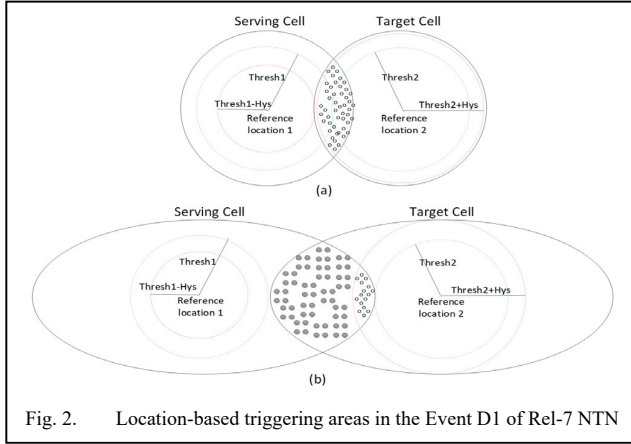 Serving Cell Target Cell
Thresh1 Thresh2
Thresh1-Hys Thresh2+Hys
Reference Reference
location 1 location 2
(a)
Serving Cell Target Cell
Thresh1 Thresh2
Thresh1-Hys Thresh2+Hys
Reference Reference
location 1 location 2
(b)
Fig. 2. Location-based triggering areas in the Event D1 of Rel-7 NTN